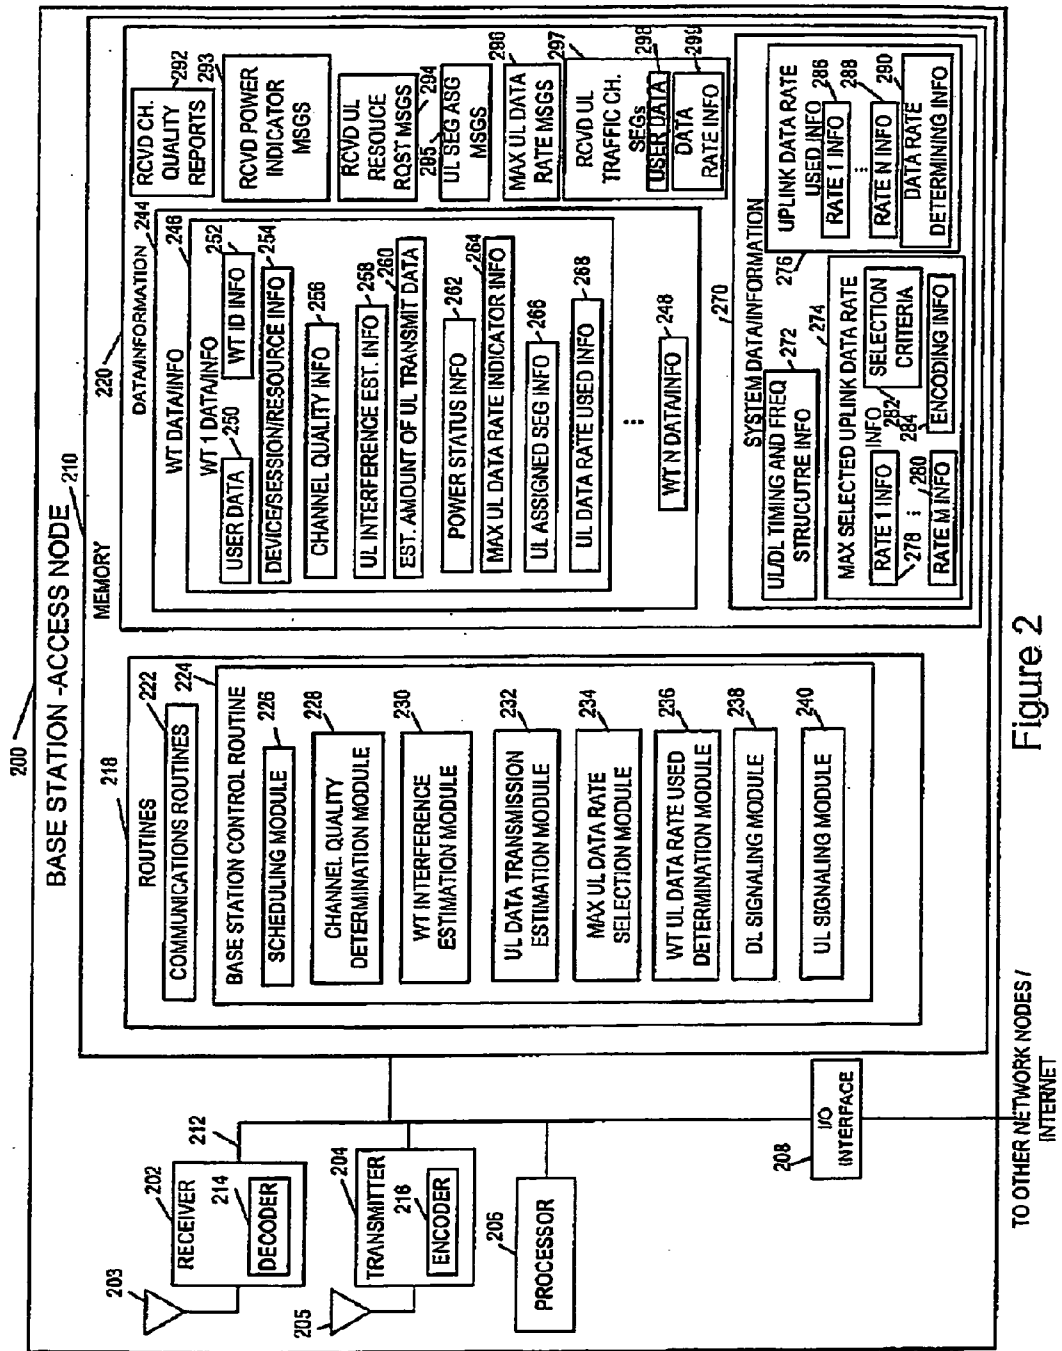 200
BASE STATION -ACCESS NODE
210
MEMORY
220
218
ROUTINES
222
COMMUNICATIONS ROUTINES
224
BASE STATION CONTROL ROUTINE
226
SCHEDULING MODULE
228
CHANNEL QUALITY
DETERMINATION MODULE
230
WT INTERFERENCE
ESTIMATION MODULE
232
UL DATA TRANSMISSION
ESTIMATION MODULE
234
MAX UL DATA RATE
SELECTION MODULE
236
WT UL DATA RATE USED
DETERMINATION MODULE
238
DL SIGNALING MODULE
240
UL SIGNALING MODULE
DATA/INFORMATION
244
WT DATA/INFO
246
WT 1 DATA/INFO
250
USER DATA
252
WT ID INFO
254
DEVICE/SESSION/RESOURCE INFO
256
CHANNEL QUALITY INFO
258
UL INTERFERENCE EST. INFO
260
EST. AMOUNT OF UL TRANSMIT DATA
262
POWER STATUS INFO
264
MAX UL DATA RATE INDICATOR INFO
266
UL ASSIGNED SEG INFO
268
UL DATA RATE USED INFO
248
WT N DATA/INFO
RCVD CH.
QUALITY
REPORTS
292
293
RCVD POWER
INDICATOR
MSGS
RCVD UL
RESOUCE
RQST MSGS
294
295
UL SEG ASG
MSGS
296
MAX UL DATA
RATE MSGS
297
RCVD UL
TRAFFIC CH.
SEGs
298
USER DATA
299
DATA
RATE INFO
270
SYSTEM DATA/INFORMATION
272
UL/DL TIMING AND FREQ
STRUCUTRE INFO
274
MAX SELECTED UPLINK DATA RATE
INFO
RATE 1 INFO
278
280
RATE M INFO
282
SELECTION
CRITERIA
284
ENCODING INFO
276
UPLINK DATA RATE
USED INFO
286
RATE 1 INFO
288
RATE N INFO
290
DATA RATE
DETERMINING INFO
203
202
RECEIVER
214
DECODER
212
205
204
TRANSMITTER
216
ENCODER
206
PROCESSOR
208
I/O
INTERFACE
TO OTHER NETWORK NODES /
INTERNET
Figure 2